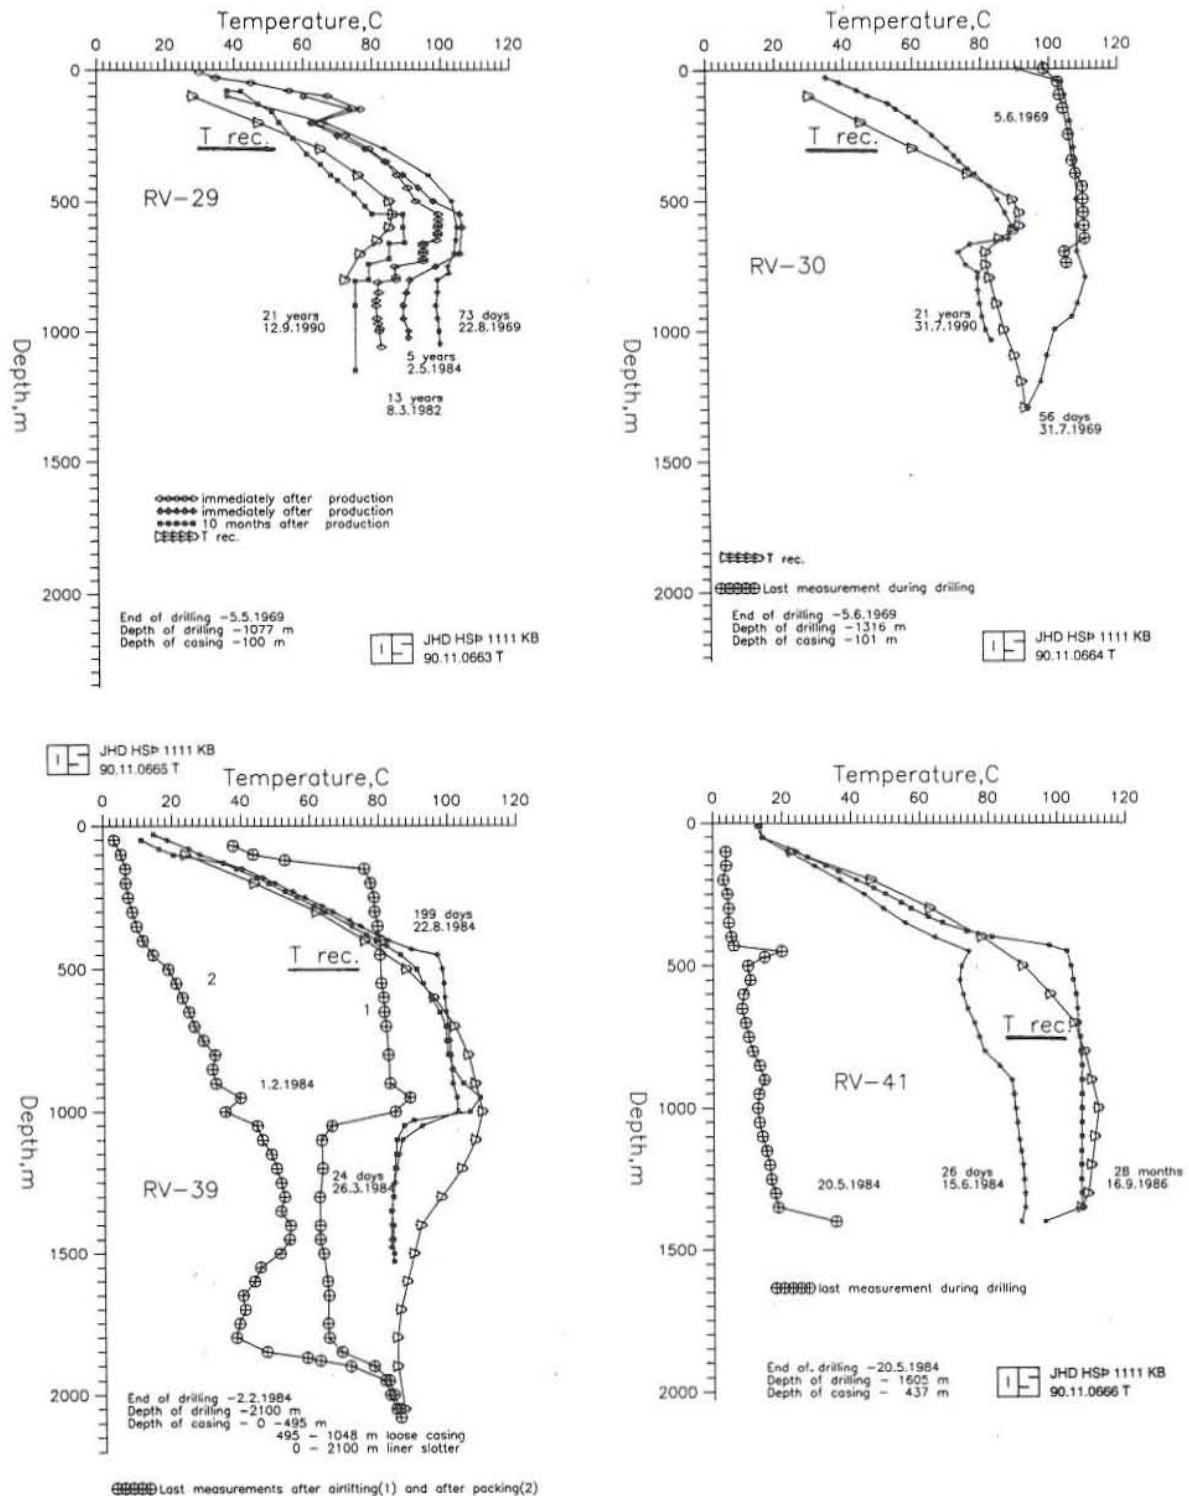 Temperature,C
0 20 40 60 80 100 120
0
500
1000
1500
2000
Depth,m
T rec.
RV-29
21 years
12.9.1990
73 days
22.8.1969
5 years
2.5.1984
13 years
8.3.1982
immediately after production
immediately after production
10 months after production
T rec.
End of drilling -5.5.1969
Depth of drilling -1077 m
Depth of casing -100 m
JHD HSÞ 1111 KB
90.11.0663 T
Temperature,C
0 20 40 60 80 100 120
0
500
1000
1500
2000
Depth,m
5.6.1969
T rec.
RV-30
21 years
31.7.1990
56 days
31.7.1969
T rec.
Last measurement during drilling
End of drilling -5.6.1969
Depth of drilling -1316 m
Depth of casing -101 m
JHD HSÞ 1111 KB
90.11.0664 T
JHD HSÞ 1111 KB
90.11.0665 T
Temperature,C
0 20 40 60 80 100 120
0
500
1000
1500
2000
Depth,m
199 days
22.8.1984
T rec.
2
1
1.2.1984
24 days
26.3.1984
RV-39
End of drilling -2.2.1984
Depth of drilling -2100 m
Depth of casing - 0 -495 m
495 - 1048 m loose casing
0 - 2100 m liner slotter
Last measurements after airlifting(1) and after packing(2)
Temperature,C
0 20 40 60 80 100 120
0
500
1000
1500
2000
Depth,m
T rec.
RV-41
20.5.1984
26 days
15.6.1984
28 months
16.9.1986
last measurement during drilling
End of drilling -20.5.1984
Depth of drilling - 1605 m
Depth of casing - 437 m
JHD HSÞ 1111 KB
90.11.0666 T